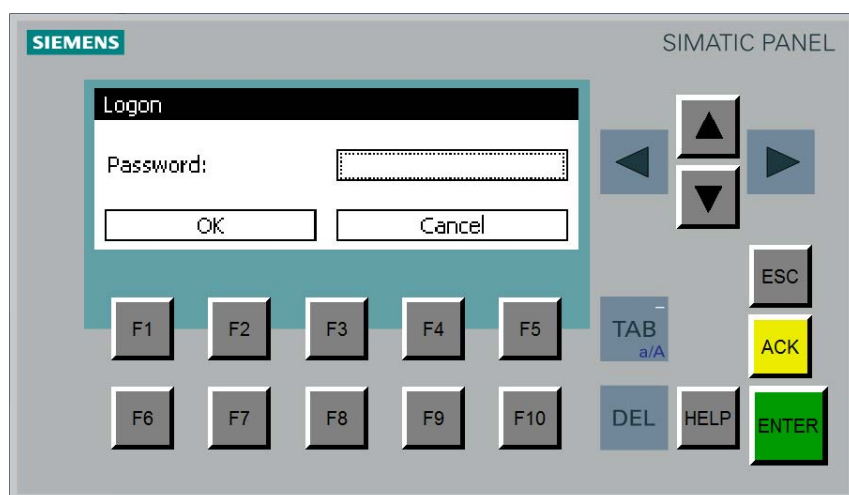 SIEMENS
SIMATIC PANEL
Logon
Password:
OK Cancel
ESC
F1 F2 F3 F4 F5 TAB
a/A
ACK
F6 F7 F8 F9 F10 DEL HELP ENTER